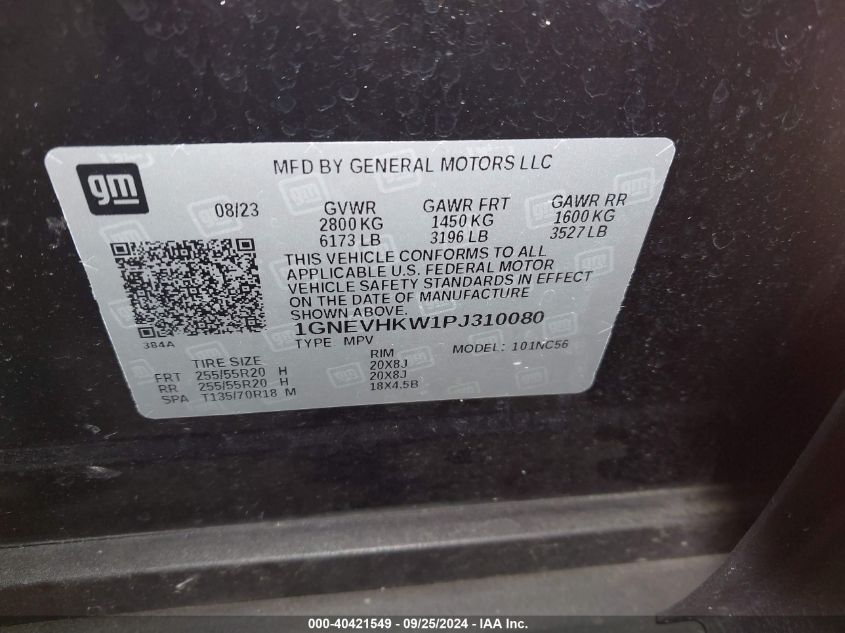 gm
MFD BY GENERAL MOTORS LLC
08/23
GVWR GAWR FRT GAWR RR
2800 KG 1450 KG 1600 KG
6173 LB 3196 LB 3527 LB
THIS VEHICLE CONFORMS TO ALL
APPLICABLE U.S. FEDERAL MOTOR
VEHICLE SAFETY STANDARDS IN EFFECT
ON THE DATE OF MANUFACTURE
SHOWN ABOVE.
1GNEVHKW1PJ310080
384A
TYPE MPV MODEL: 101NC56
TIRE SIZE RIM
FRT 255/55R20 H 20X8J
RR 255/55R20 H 20X8J
SPA T135/70R18 M 18X4.5B
000-40421549 - 09/25/2024 - IAA Inc.